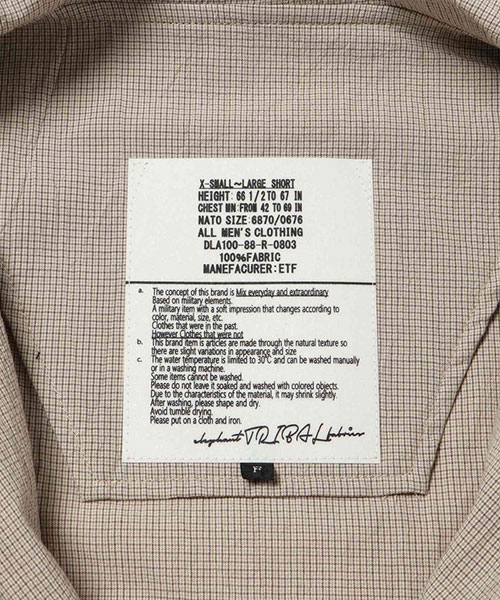 X-SMALL~LARGE SHORT
HEIGHT: 66 1/2 TO 67 IN
CHEST MN: FROM 42 TO 69 IN
NATO SIZE: 6870/0676
ALL MEN'S CLOTHING
DLA100-88-R-0803
100%FABRIC
MANEFACURER: ETF
a. The concept of this brand is Mix everyday and extraordinary
Based on military elements.
A military item with a soft impression that changes according to
color, material, size, etc.
Clothes that were in the past.
However Clothes that were not
b. This brand item is articles are made through the natural texture so
there are slight variations in appearance and size
c. The water temperature is limited to 30°C and can be washed manually
or in a washing machine.
Some items cannot be washed.
Please do not leave it soaked and washed with colored objects.
Due to the characteristics of the material, it may shrink slightly.
After washing, please shape and dry.
Avoid tumble drying.
Please put on a cloth and iron.
elephant TRIBAL fabrics
F